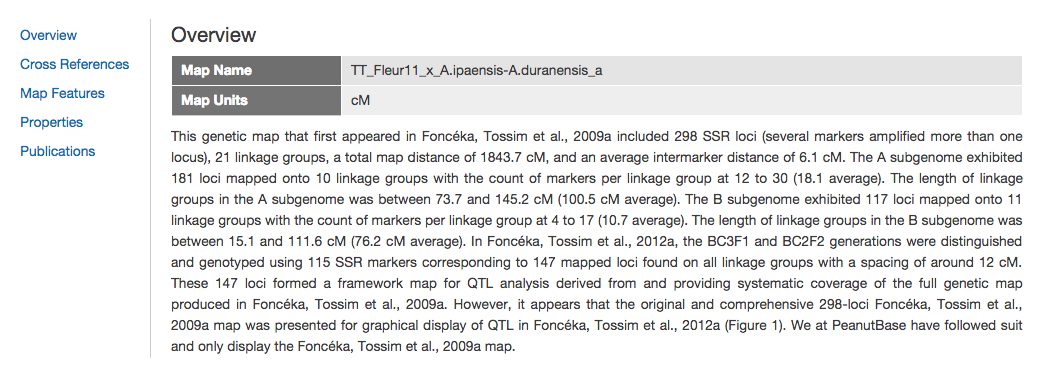 Overview
Cross References
Map Features
Properties
Publications
Overview
Map Name TT_Fleur11_x_A.ipaensis-A.duranensis_a
Map Units cM
This genetic map that first appeared in Foncéka, Tossim et al., 2009a included 298 SSR loci (several markers amplified more than one
locus), 21 linkage groups, a total map distance of 1843.7 cM, and an average intermarker distance of 6.1 cM. The A subgenome exhibited
181 loci mapped onto 10 linkage groups with the count of markers per linkage group at 12 to 30 (18.1 average). The length of linkage
groups in the A subgenome was between 73.7 and 145.2 cM (100.5 cM average). The B subgenome exhibited 117 loci mapped onto 11
linkage groups with the count of markers per linkage group at 4 to 17 (10.7 average). The length of linkage groups in the B subgenome was
between 15.1 and 111.6 cM (76.2 cM average). In Foncéka, Tossim et al., 2012a, the BC3F1 and BC2F2 generations were distinguished
and genotyped using 115 SSR markers corresponding to 147 mapped loci found on all linkage groups with a spacing of around 12 cM.
These 147 loci formed a framework map for QTL analysis derived from and providing systematic coverage of the full genetic map
produced in Foncéka, Tossim et al., 2009a. However, it appears that the original and comprehensive 298-loci Foncéka, Tossim et al.,
2009a map was presented for graphical display of QTL in Foncéka, Tossim et al., 2012a (Figure 1). We at PeanutBase have followed suit
and only display the Foncéka, Tossim et al., 2009a map.